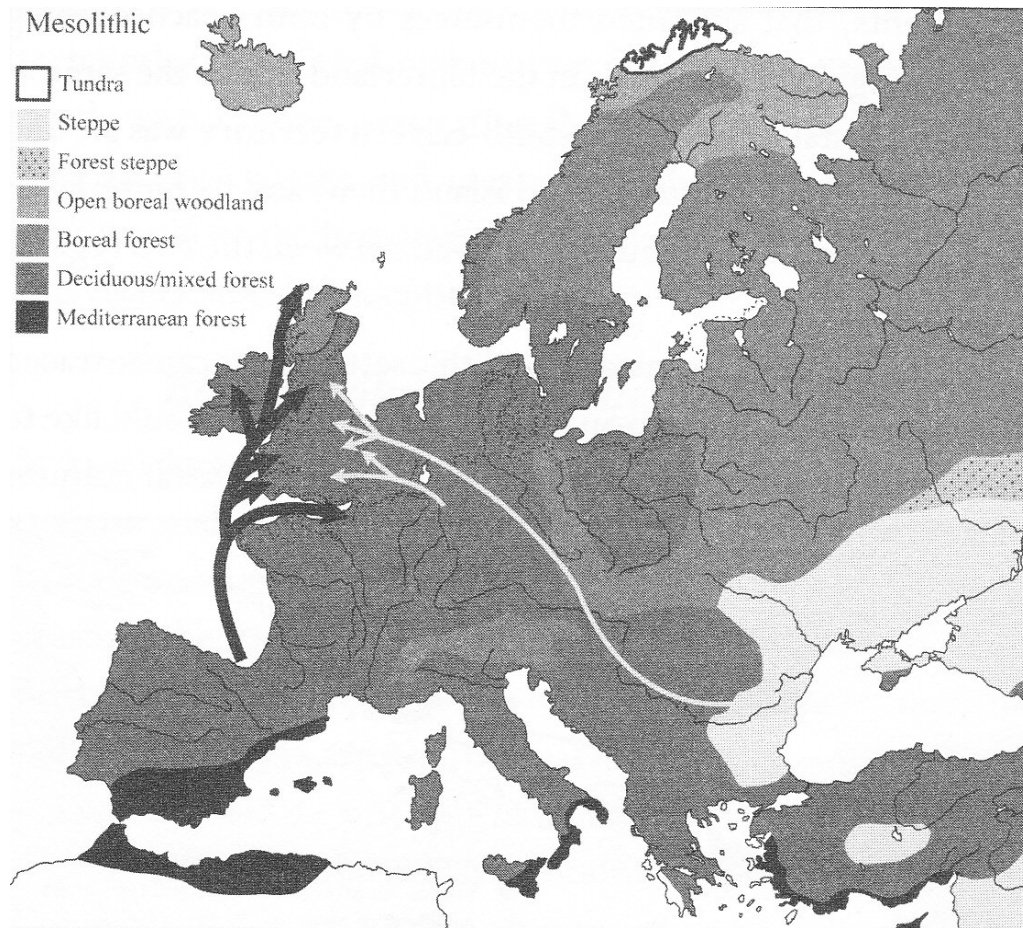 Mesolithic
Tundra
Steppe
Forest steppe
Open boreal woodland
Boreal forest
Deciduous/mixed forest
Mediterranean forest